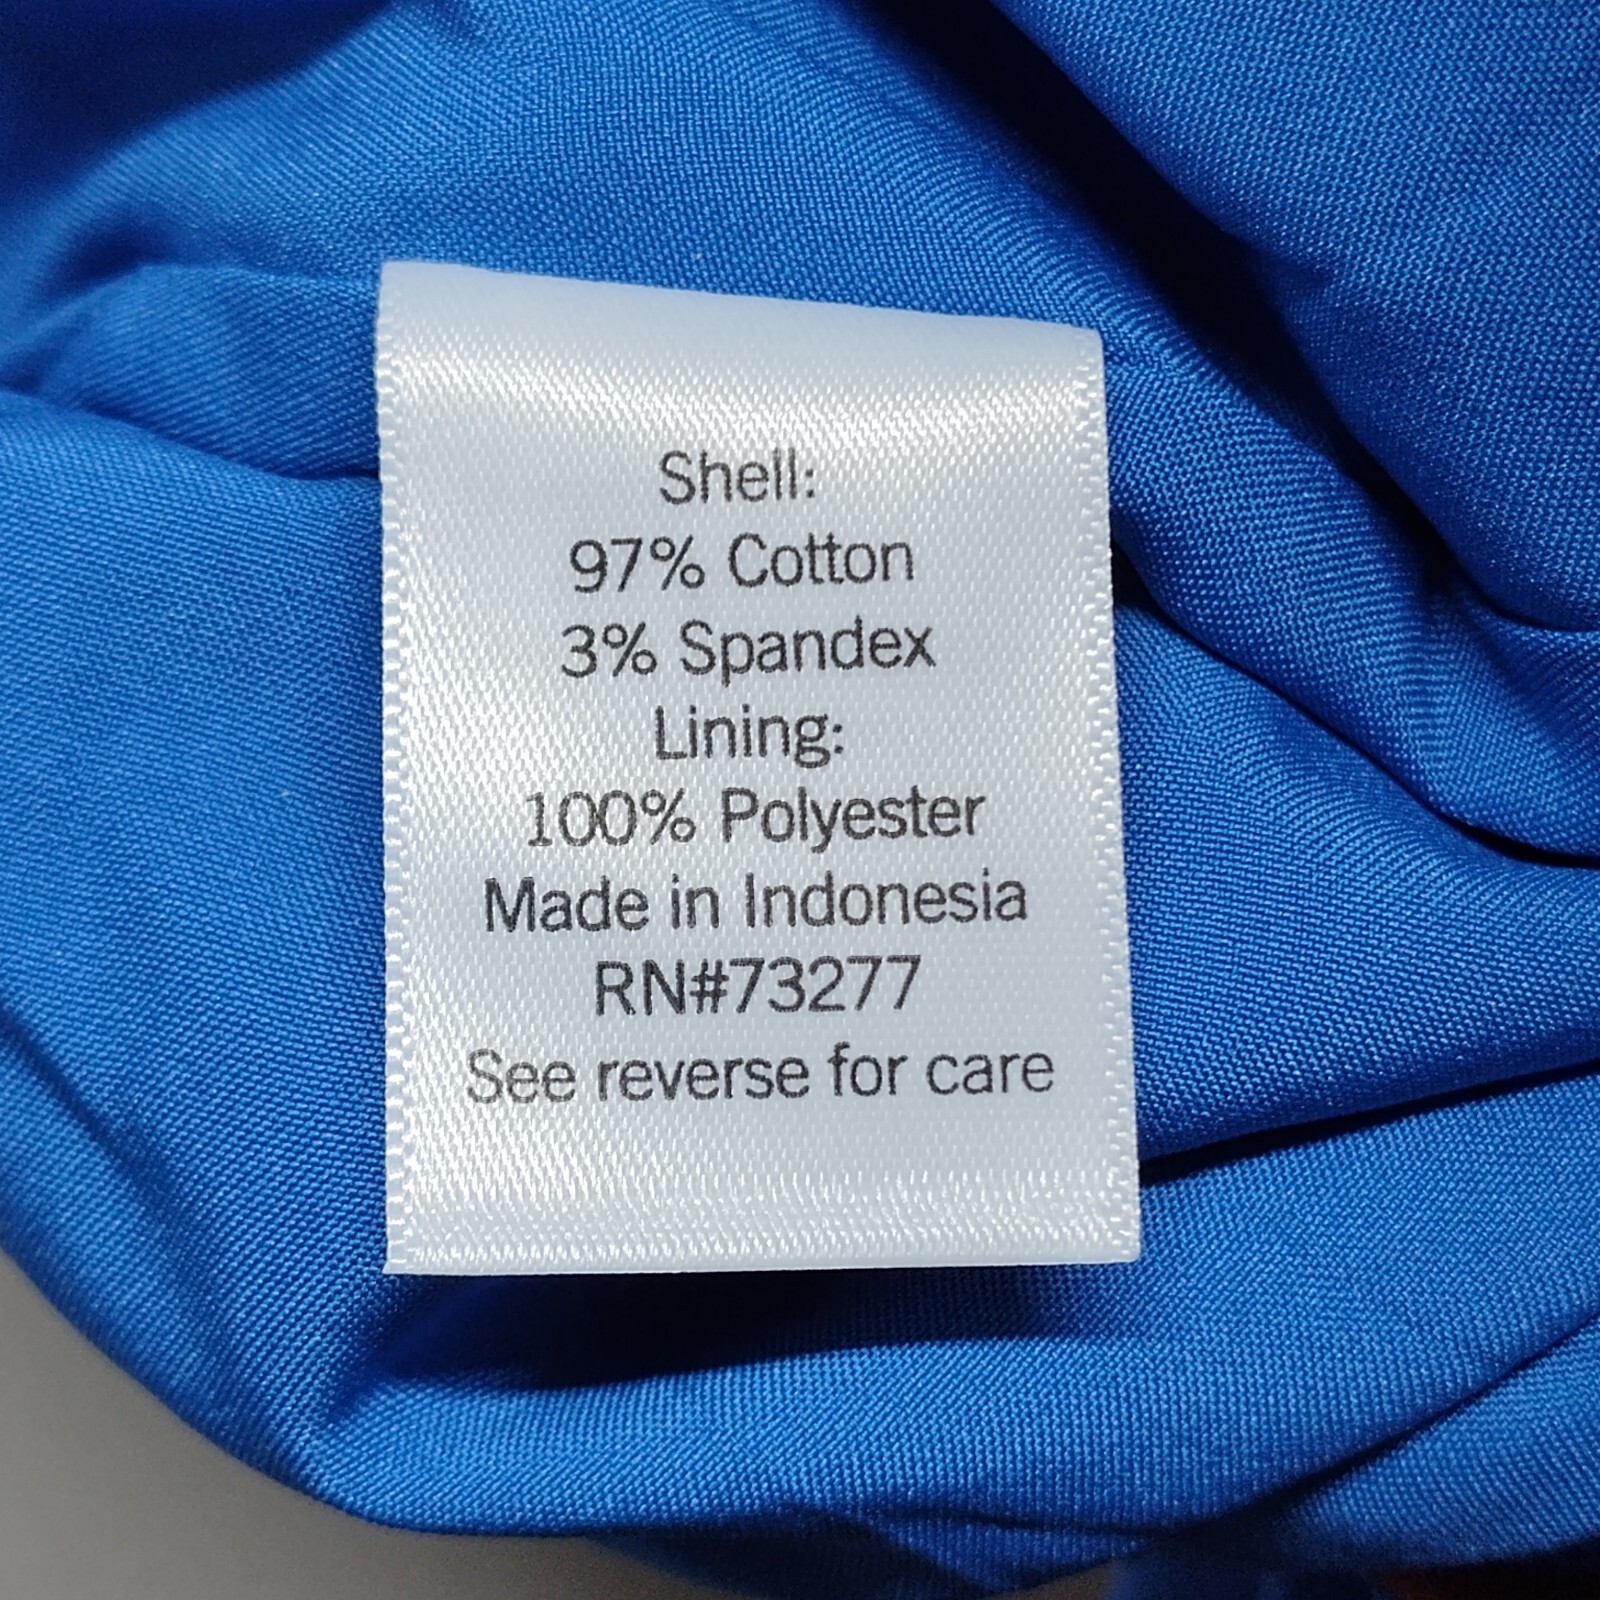 Shell:
97% Cotton
3% Spandex
Lining:
100% Polyester
Made in Indonesia
RN#73277
See reverse for care